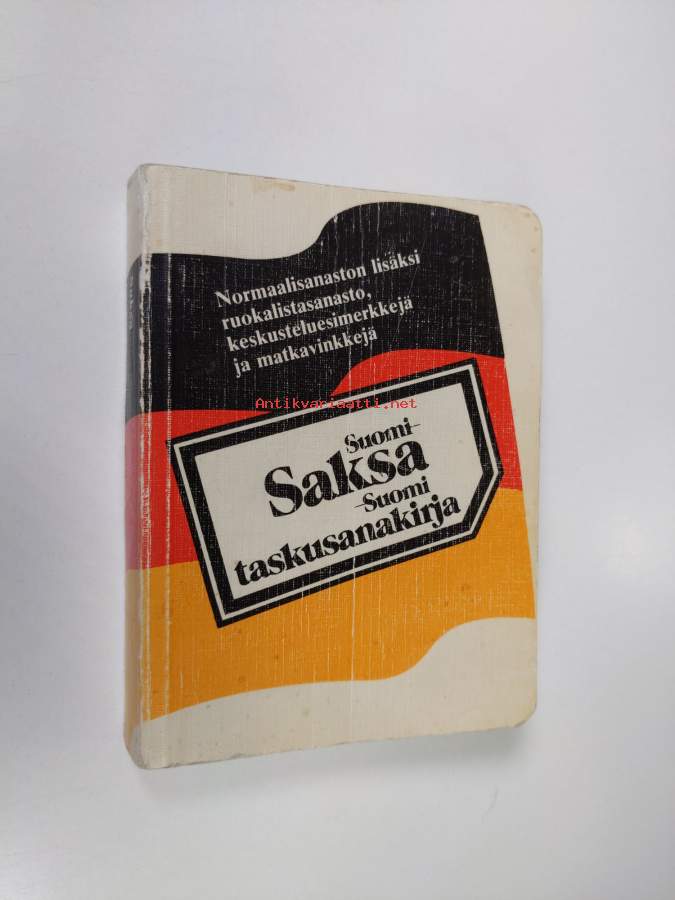 Normaalisanaston lisäksi
ruokalistasanasto,
keskusteluesimerkkejä
ja matkavinkkejä
Antikvariaatti.net
Suomi-
Saksa
-Suomi
taskusanakirja